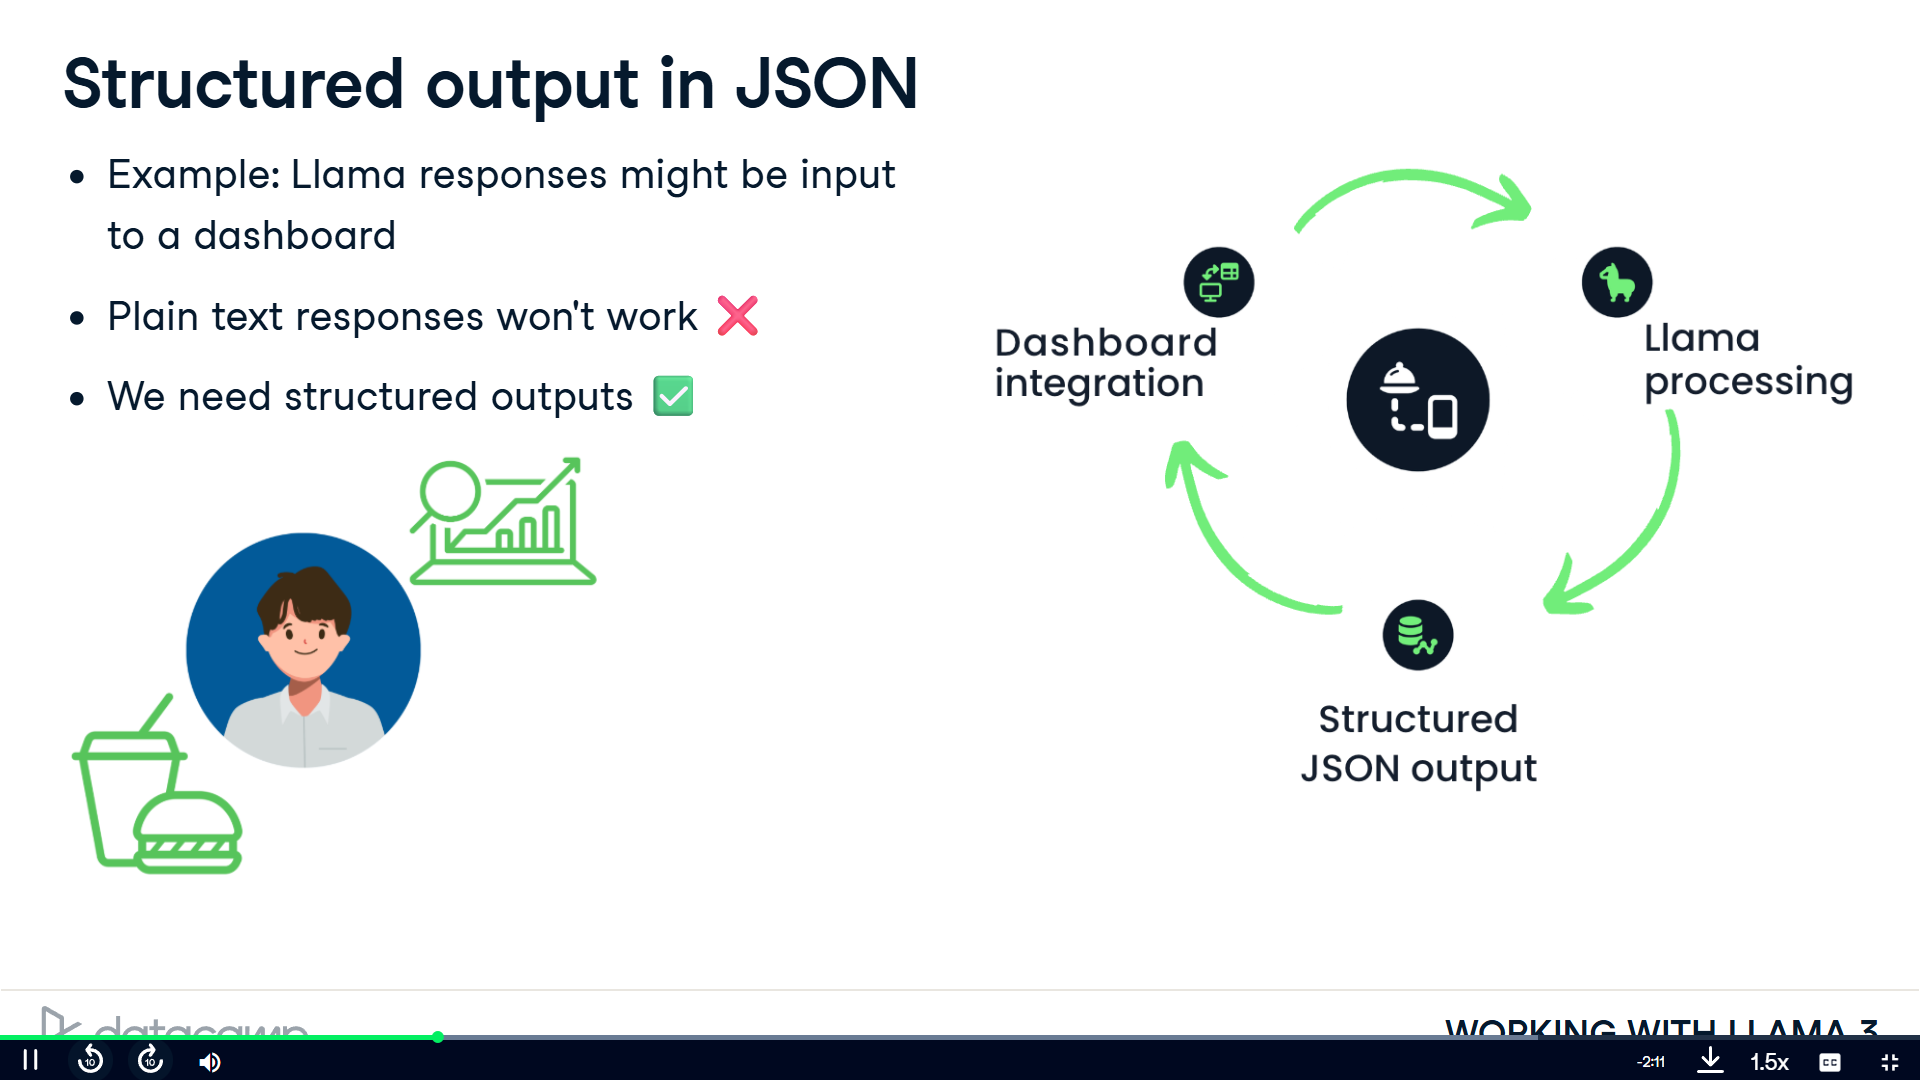 Structured output in JSON
Example: Llama responses might be input
to a dashboard
Plain text responses won't work ❌
We need structured outputs ✅
Dashboard
integration
Llama
processing
Structured
JSON output
datacamp
WORKING WITH LLAMA 3
10
10
-2:11
1.5x
CC